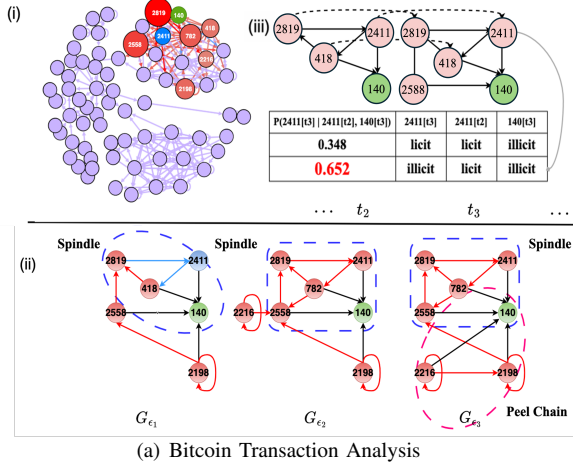 (i)
2819
140
418
2411
782
2558
2216
2198
(iii)
2819 2411 2819 2411
418 418
140 2588 140
P(2411[t3] | 2411[t2], 140[t3]) 2411[t3] 2411[t2] 140[t3]
0.348 licit licit illicit
0.652 illicit licit illicit
... t2 t3 ...
(ii)
Spindle Spindle Spindle
2819 2411 2819 2411 2819 2411
418 782 782
2558 140 2216 2558 140 2558 140
2198 2198 2216 2198
Gϵ1 Gϵ2 Gϵ3 Peel Chain
(a) Bitcoin Transaction Analysis